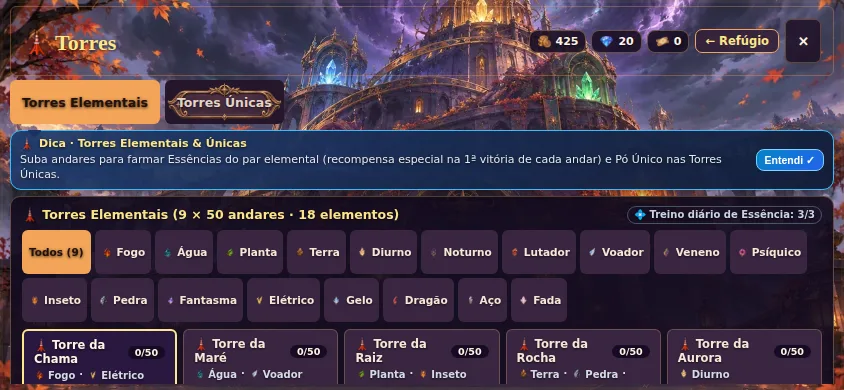 Torres
425
20
0
← Refúgio
×
Torres Elementais
Torres Únicas
Dica · Torres Elementais & Únicas
Suba andares para farmar Essências do par elemental (recompensa especial na 1ª vitória de cada andar) e Pó Único nas Torres
Únicas.
Entendi ✓
Torres Elementais (9 × 50 andares · 18 elementos)
Treino diário de Essência: 3/3
Todos (9)
Fogo
Água
Planta
Terra
Diurno
Noturno
Lutador
Voador
Veneno
Psíquico
Inseto
Pedra
Fantasma
Elétrico
Gelo
Dragão
Aço
Fada
Torre da
Chama
0/50
Fogo · Elétrico
Torre da
Maré
0/50
Água · Voador
Torre da
Raiz
0/50
Planta · Inseto
Torre da
Rocha
0/50
Terra · Pedra ·
Torre da
Aurora
0/50
Diurno